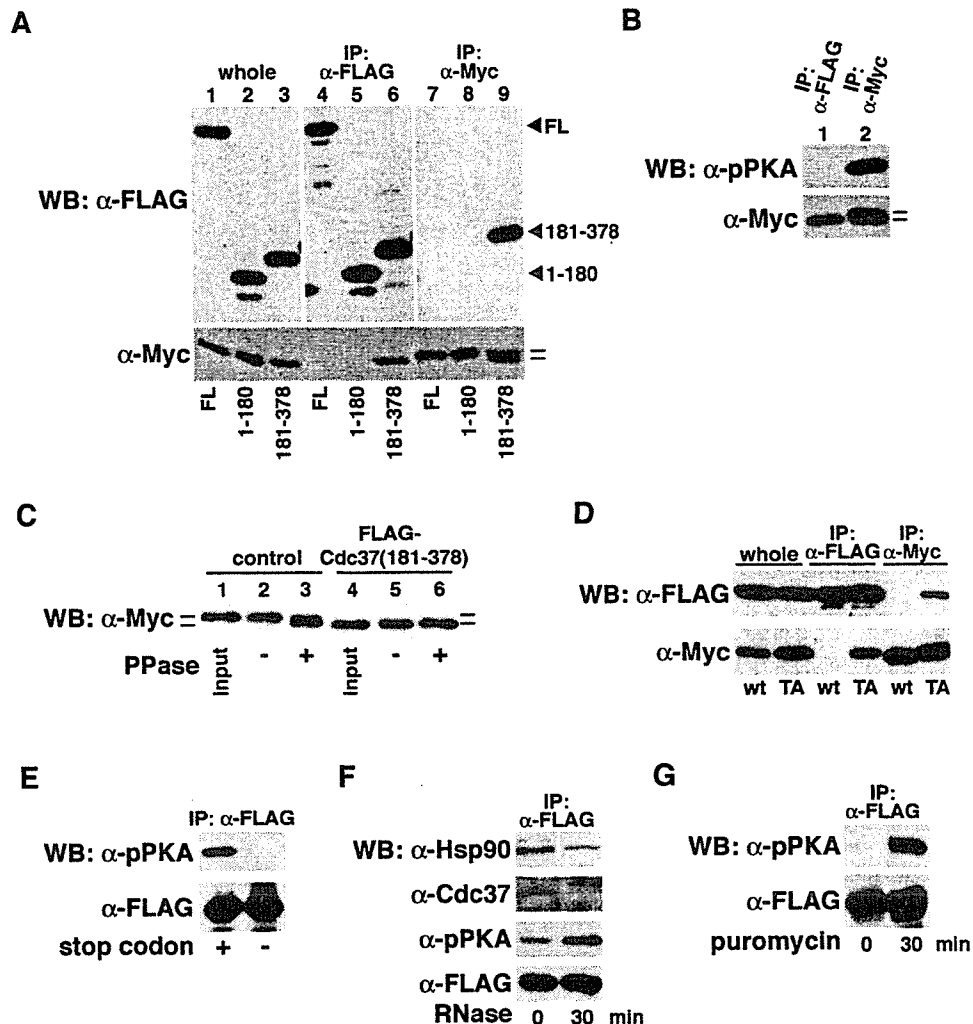 A
whole
IP:
α-FLAG
IP:
α-Myc
1 2 3 4 5 6 7 8 9
WB: α-FLAG
FL
181-378
1-180
α-Myc
FL 1-180 181-378 FL 1-180 181-378 FL 1-180 181-378
B
IP:
α-FLAG
IP:
α-Myc
1 2
WB: α-pPKA
α-Myc
C
control
FLAG-
Cdc37(181-378)
1 2 3 4 5 6
WB: α-Myc
PPase Input - + Input - +
D
whole
IP:
α-FLAG
IP:
α-Myc
WB: α-FLAG
α-Myc
wt TA wt TA wt TA
E
IP: α-FLAG
WB: α-pPKA
α-FLAG
stop codon + -
F
IP:
α-FLAG
WB: α-Hsp90
α-Cdc37
α-pPKA
α-FLAG
RNase 0 30 min
G
IP:
α-FLAG
WB: α-pPKA
α-FLAG
puromycin 0 30 min